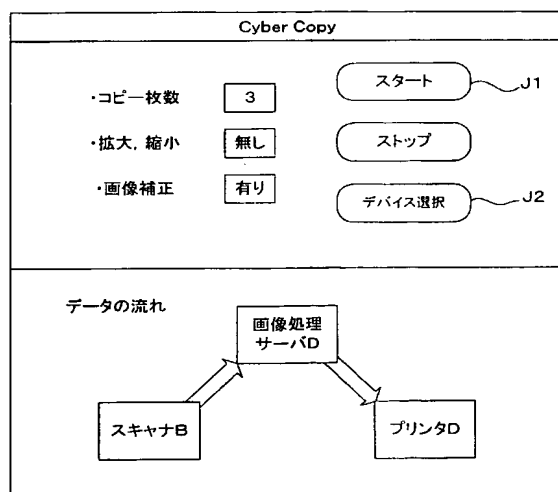 Cyber Copy
・コピー枚数 3
・拡大, 縮小 無し
・画像補正 有り
スタート J1
ストップ
デバイス選択 J2
データの流れ
画像処理
サーバD
スキャナB
プリンタD